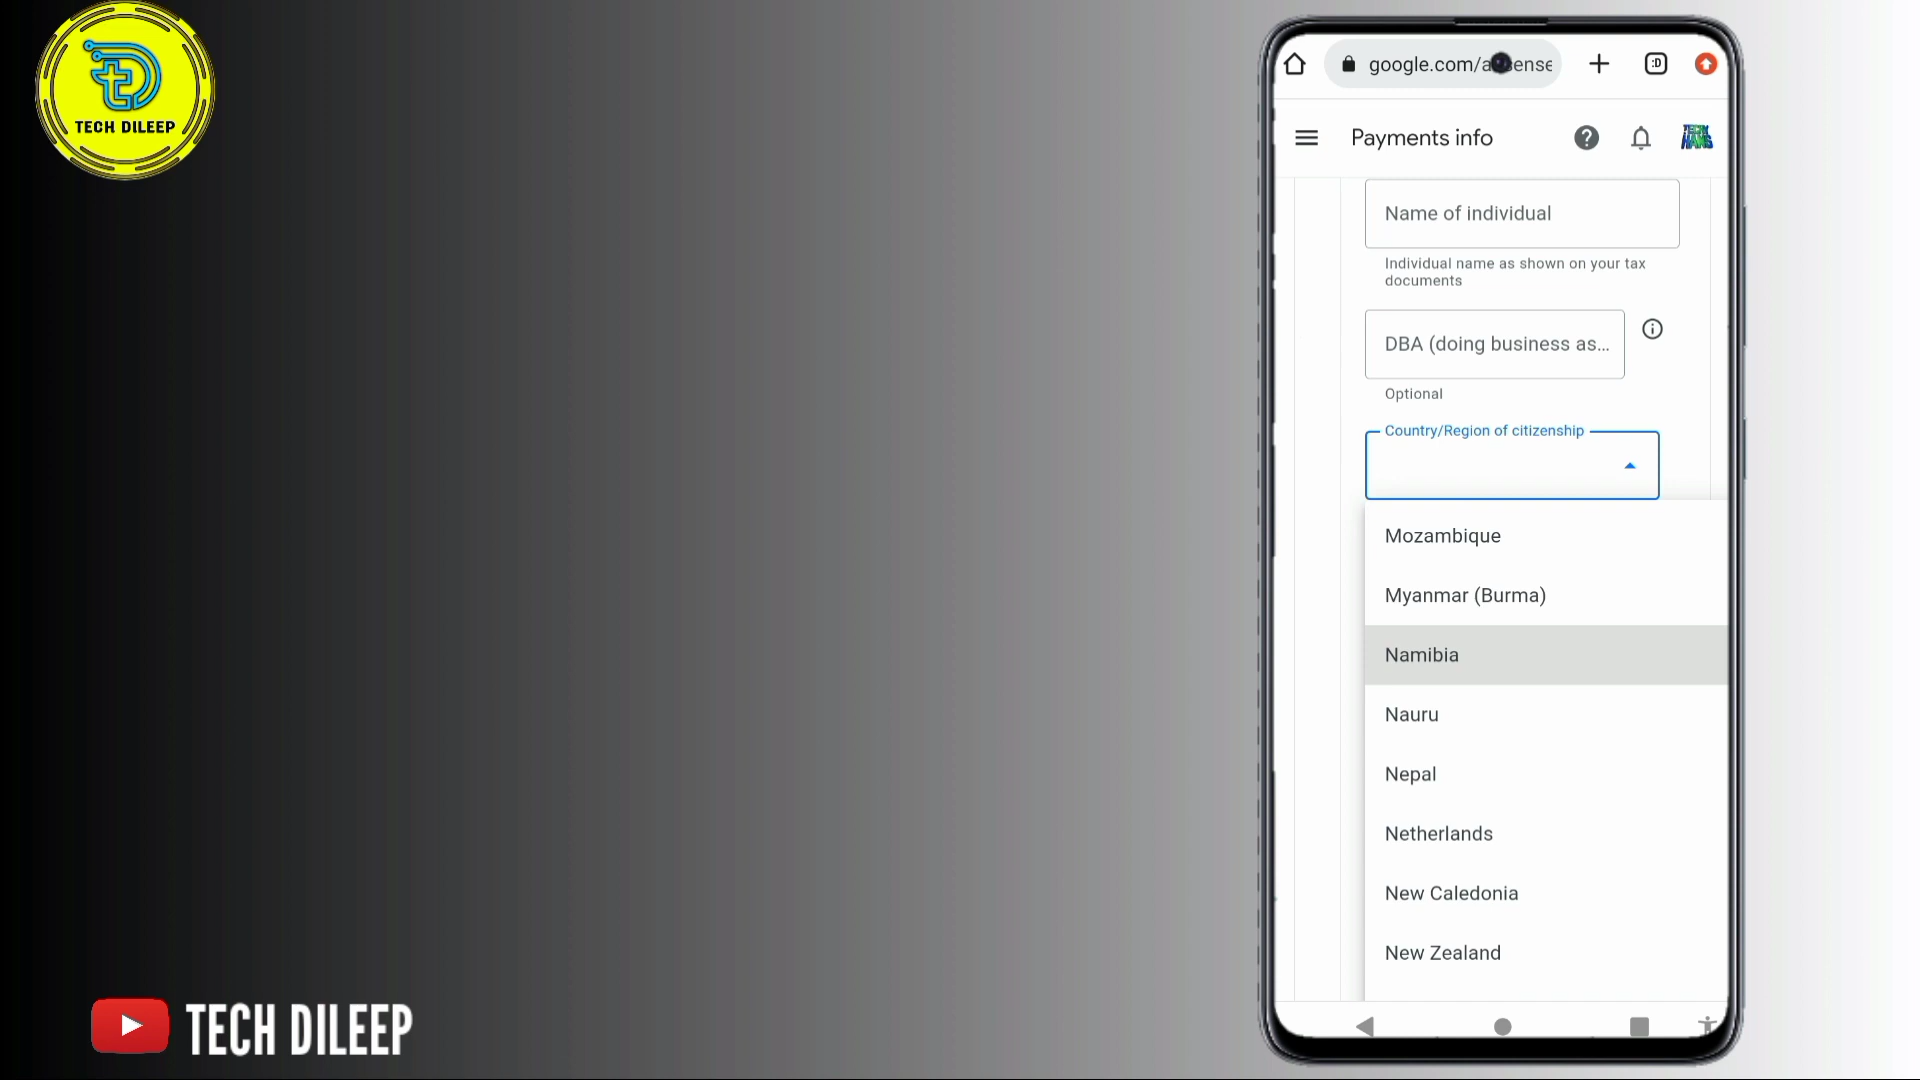 TECH DILEEP
google.com/a
sense
Payments info
Name of individual
Individual name as shown on your tax
documents
DBA (doing business as...
Optional
Country/Region of citizenship
Mozambique
Myanmar (Burma)
Namibia
Nauru
Nepal
Netherlands
New Caledonia
New Zealand
TECH DILEEP